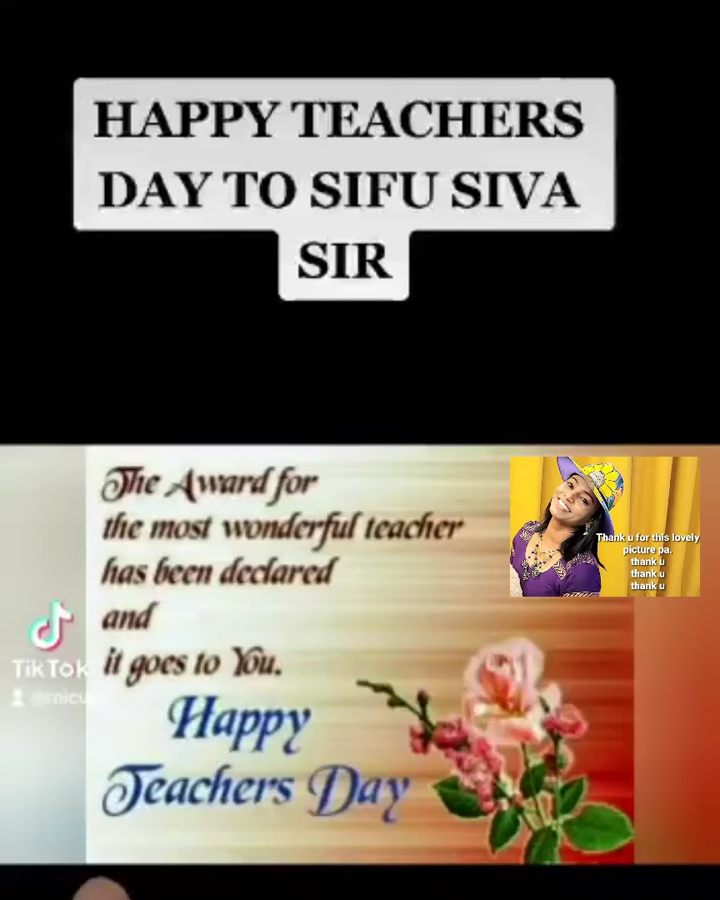 HAPPY TEACHERS
DAY TO SIFU SIVA
SIR
The Award for
the most wonderful teacher
has been declared
and
it goes to You.
Happy
Teachers Day
Thank u for this lovely
picture pa.
thank u
thank u
thank u
TikTok